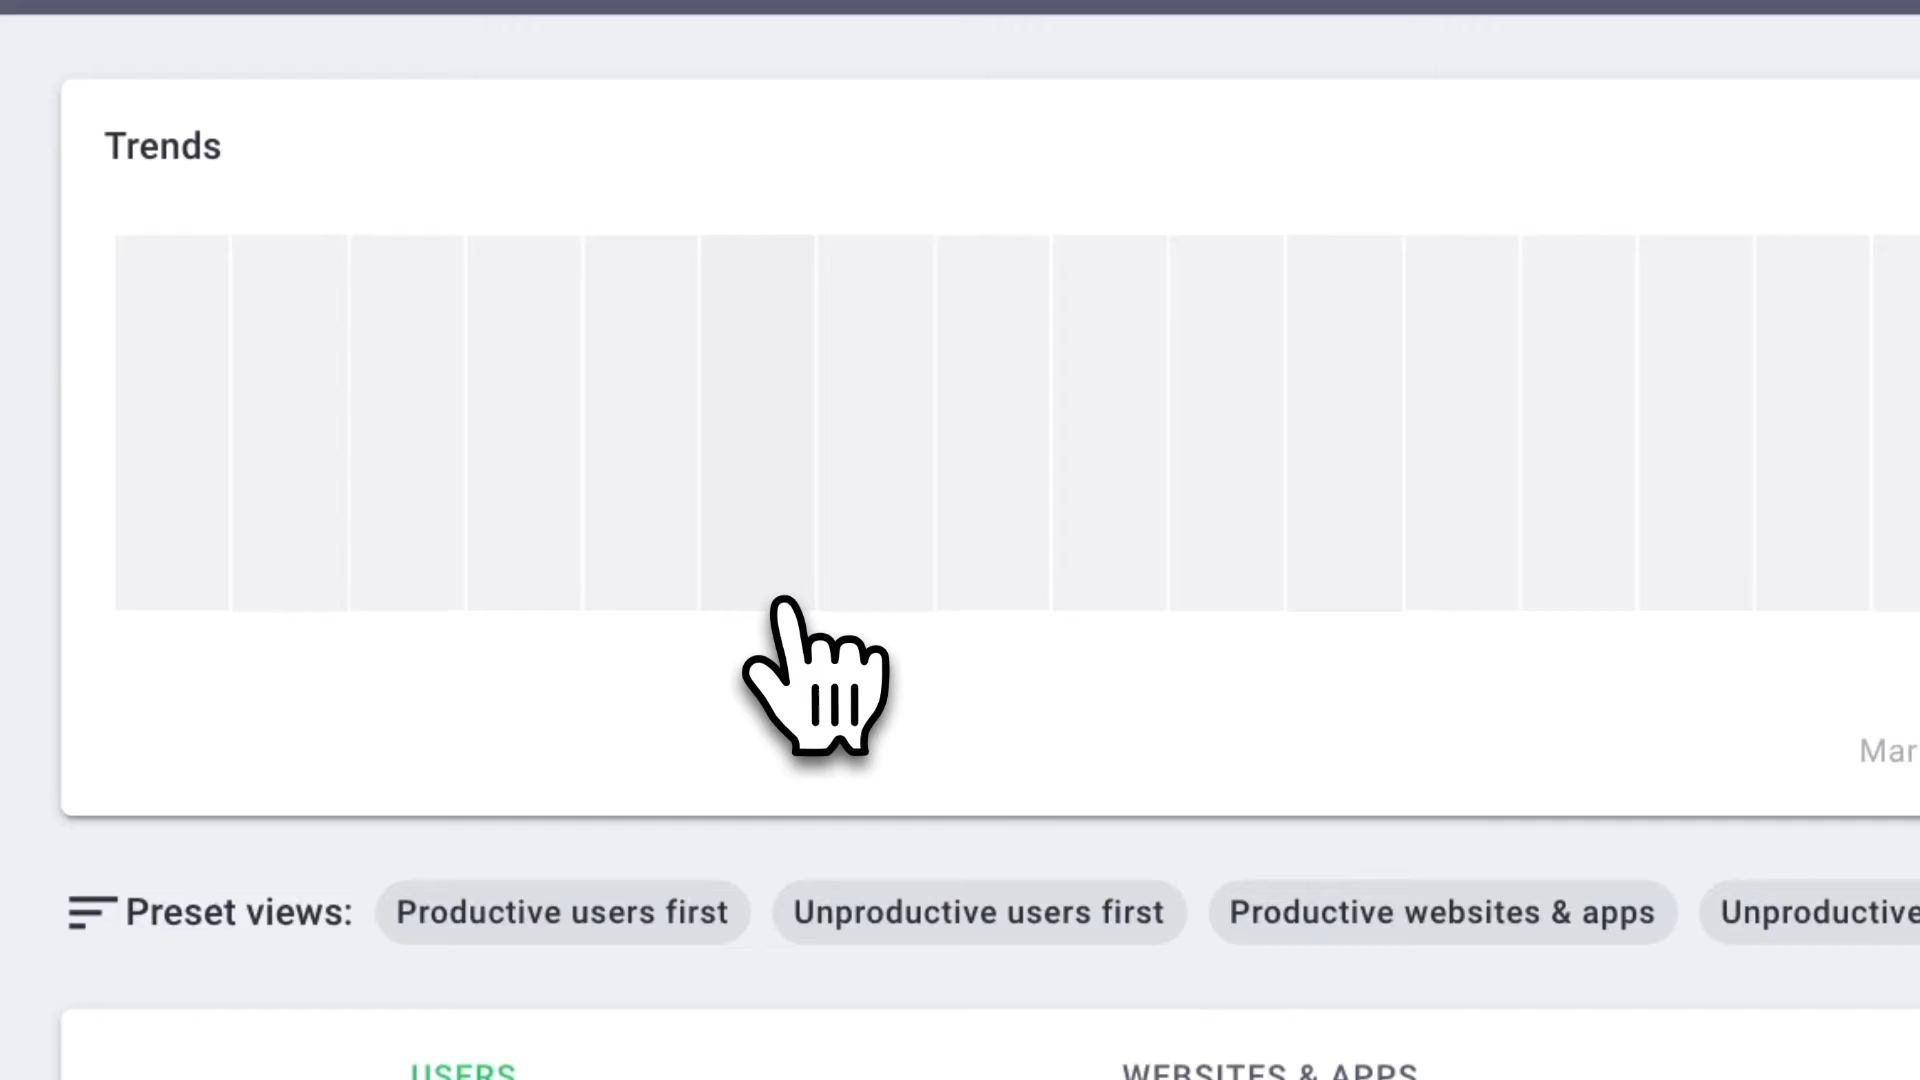 Trends
Mar
Preset views: Productive users first Unproductive users first Productive websites & apps Unproductive
USERS WEBSITES & APPS